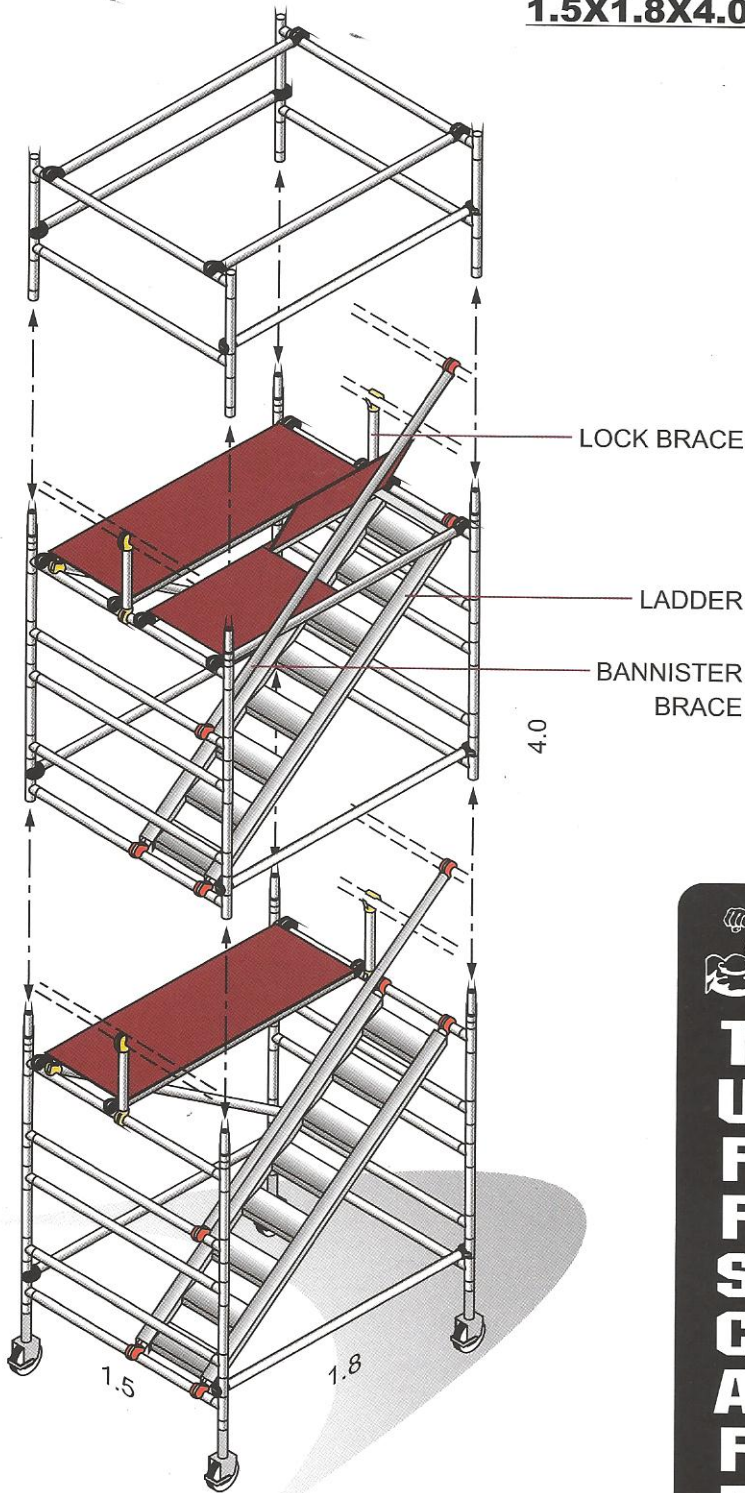 1.5X1.8X4.0
LOCK BRACE
LADDER
BANNISTER
BRACE
4.0
1.5
1.8
T
U
F
F
S
C
A
F